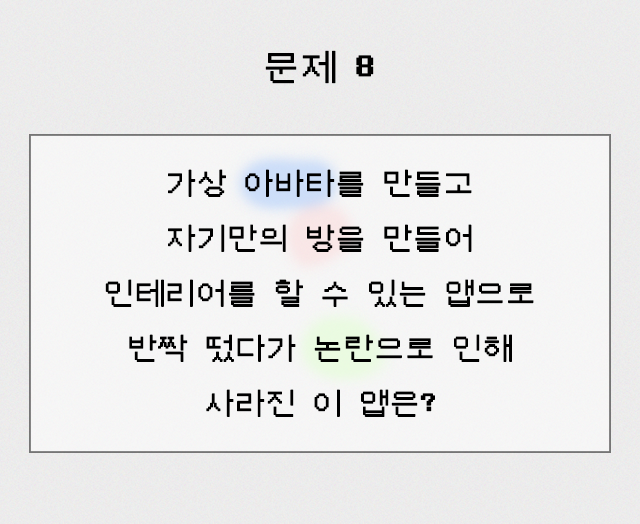 문제 8
가상 아바타를 만들고
자기만의 방을 만들어
인테리어를 할 수 있는 앱으로
반짝 떴다가 논란으로 인해
사라진 이 앱은?